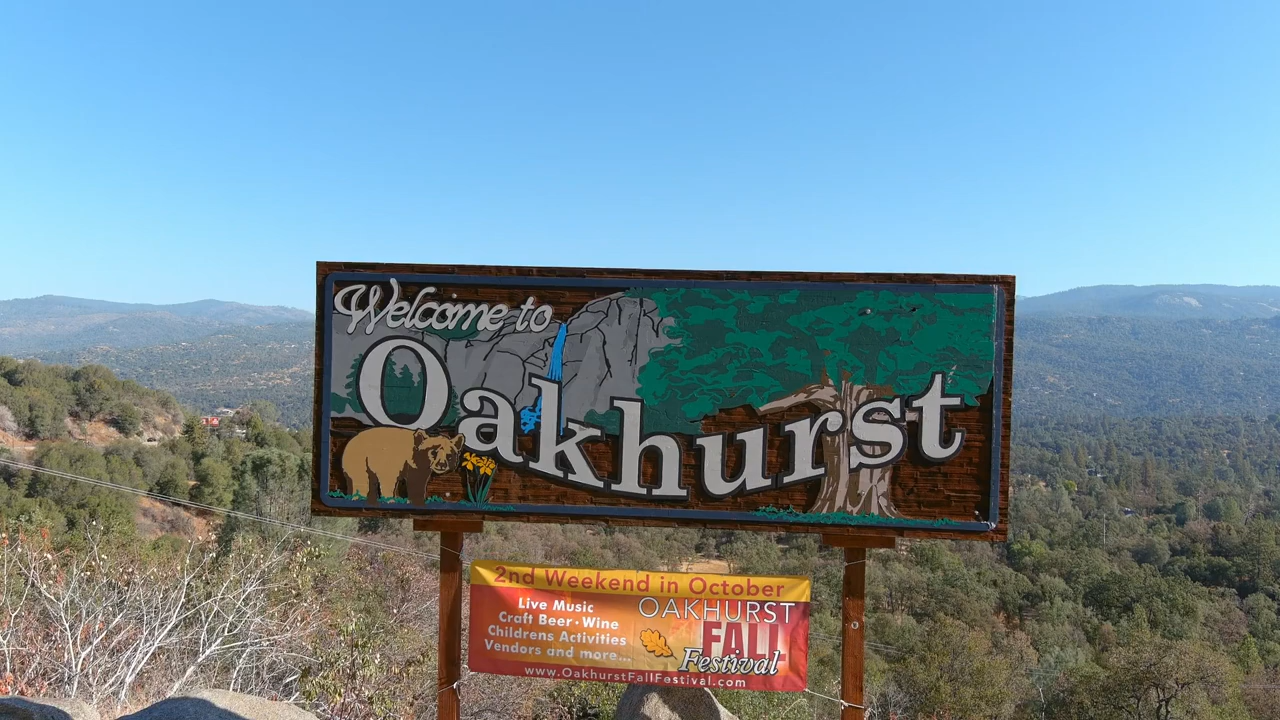 Welcome to
Oakhurst
2nd Weekend in October
Live Music
Craft Beer · Wine
Childrens Activities
Vendors and more...
OAKHURST
FALL
Festival
www.OakhurstFallFestival.com